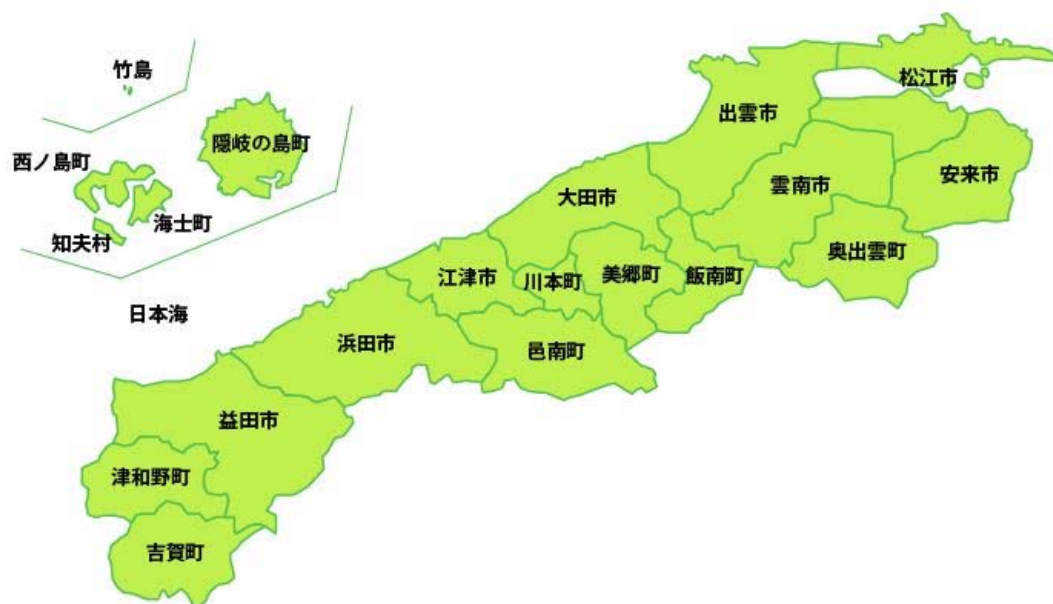 竹島
松江市
出雲市
隠岐の島町
西ノ島町
安来市
雲南市
大田市
海士町
知夫村
奥出雲町
江津市
川本町
美郷町
飯南町
日本海
浜田市
邑南町
益田市
津和野町
吉賀町